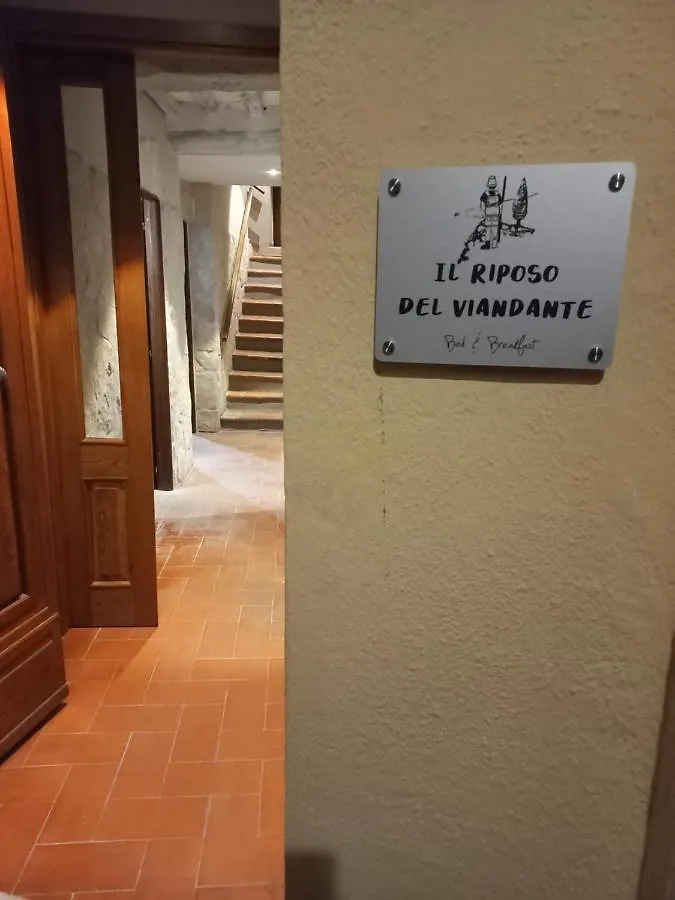 IL RIPOSO
DEL VIANDANTE
Bed & Breakfast